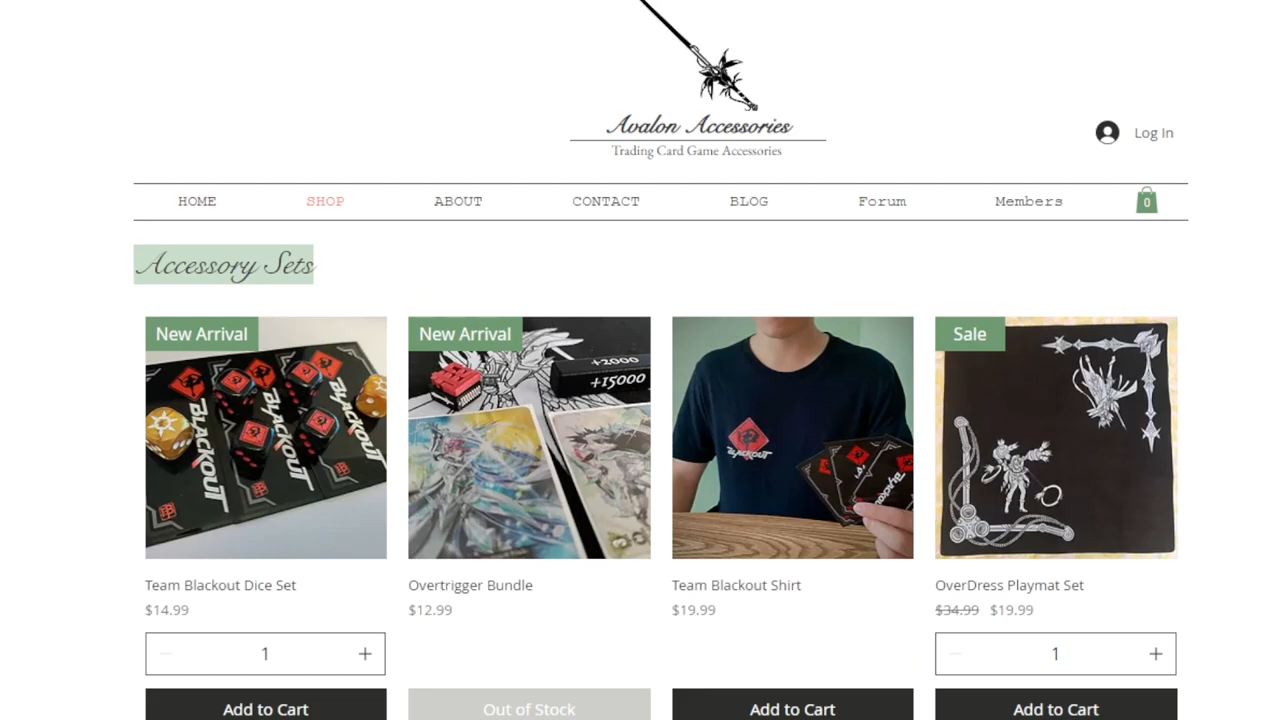 Avalon Accessories
Trading Card Game Accessories
Log In
HOME SHOP ABOUT CONTACT BLOG Forum Members 0
Accessory Sets
New Arrival
BLACKOUT BLACKOUT BLACKOUT
New Arrival
+2000
+15000
BLACKOUT
BLACKOUT
Sale
Team Blackout Dice Set
$14.99
1
Add to Cart
Overtrigger Bundle
$12.99
Out of Stock
Team Blackout Shirt
$19.99
Add to Cart
OverDress Playmat Set
$34.99 $19.99
1
Add to Cart